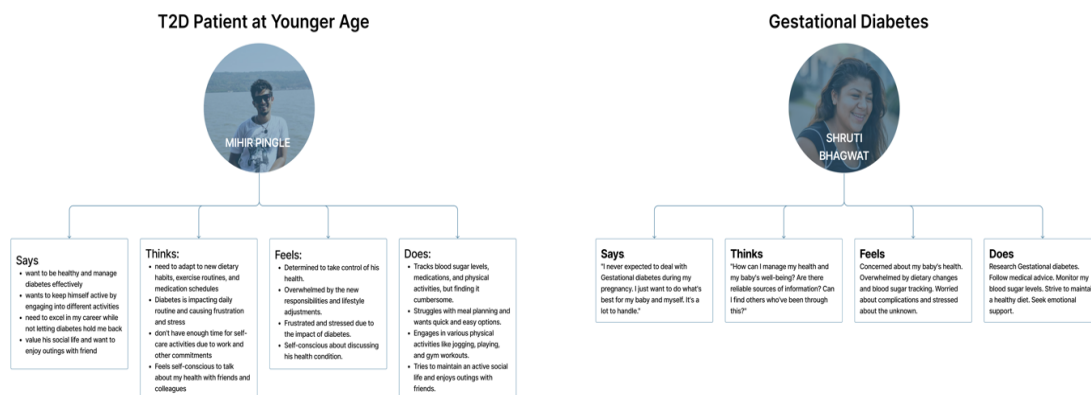 T2D Patient at Younger Age
MIHIR PINGLE
Says
• want to be healthy and manage
diabetes effectively
• wants to keep himself active by
engaging into different activities
• need to excel in my career while
not letting diabetes hold me back
• value his social life and want to
enjoy outings with friend
Thinks:
• need to adapt to new dietary
habits, exercise routines, and
medication schedules
• Diabetes is impacting daily
routine and causing frustration
and stress
• don't have enough time for self-
care activities due to work and
other commitments
• Feels self-conscious to talk
about my health with friends and
colleagues
Feels:
• Determined to take control of his
health.
• Overwhelmed by the new
responsibilities and lifestyle
adjustments.
• Frustrated and stressed due to
the impact of diabetes.
• Self-conscious about discussing
his health condition.
Does:
• Tracks blood sugar levels,
medications, and physical
activities, but finding it
cumbersome.
• Struggles with meal planning and
wants quick and easy options.
• Engages in various physical
activities like jogging, playing,
and gym workouts.
• Tries to maintain an active social
life and enjoys outings with
friends.
Gestational Diabetes
SHRUTI
BHAGWAT
Says
"I never expected to deal with
Gestational diabetes during my
pregnancy. I just want to do what's
best for my baby and myself. It's a
lot to handle."
Thinks
"How can I manage my health and
my baby's well-being? Are there
reliable sources of information? Can
I find others who've been through
this?"
Feels
Concerned about my baby's health.
Overwhelmed by dietary changes
and blood sugar tracking. Worried
about complications and stressed
about the unknown.
Does
Research Gestational diabetes.
Follow medical advice. Monitor my
blood sugar levels. Strive to maintai
a healthy diet. Seek emotional
support.